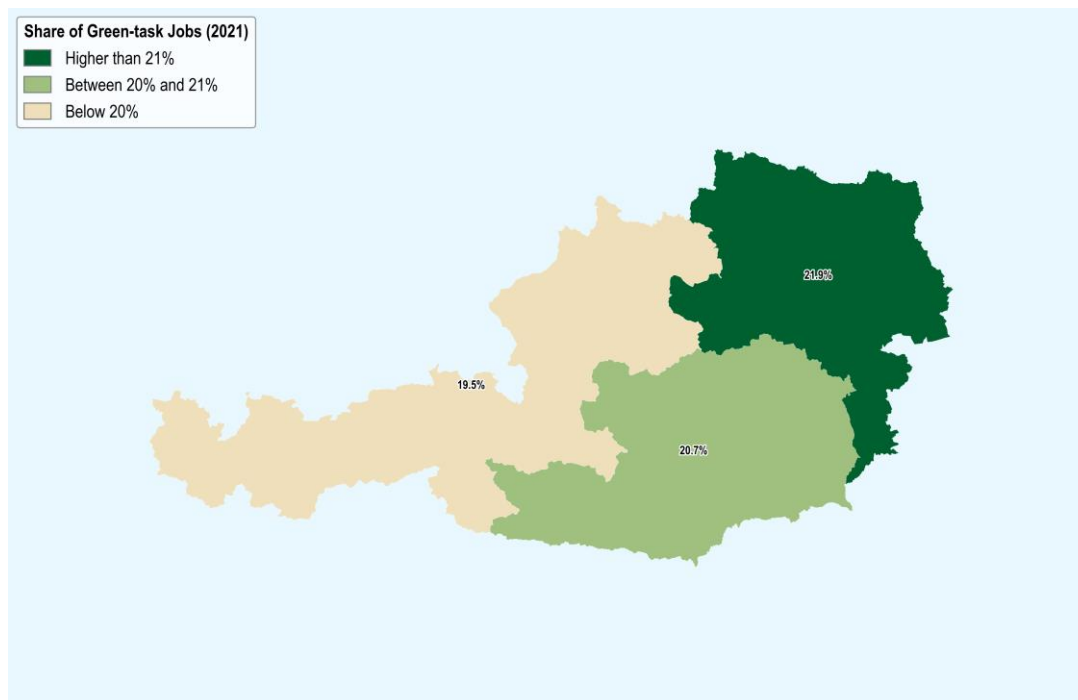 Share of Green-task Jobs (2021)
Higher than 21%
Between 20% and 21%
Below 20%
21.9%
19.5%
20.7%